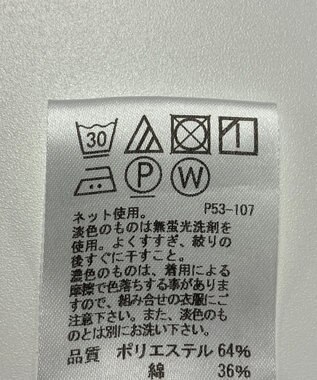 30
P W
P53-107
ネット使用。
淡色のものは無蛍光洗剤を
使用。よくすすぎ、絞りの
後すぐに干すこと。
濃色のものは、着用による
摩擦で色落ちする事がありま
すので、組み合せの衣服にご
注意下さい。また、淡色のも
のとは別にお洗い下さい。
品質 ポリエステル 64%
綿 36%